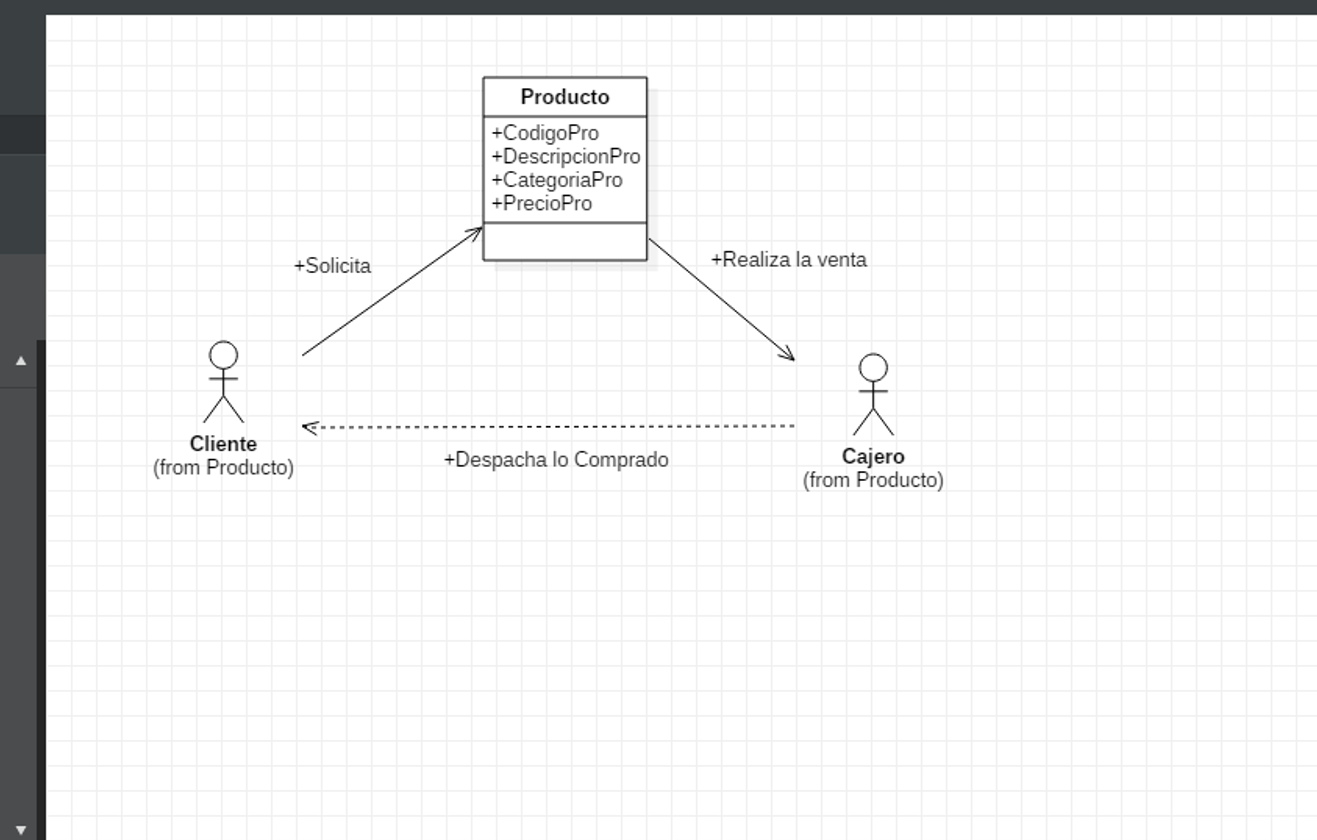 Producto
+CodigoPro
+DescripcionPro
+CategoriaPro
+PrecioPro
+Solicita
+Realiza la venta
Cliente
(from Producto)
+Despacha lo Comprado
Cajero
(from Producto)